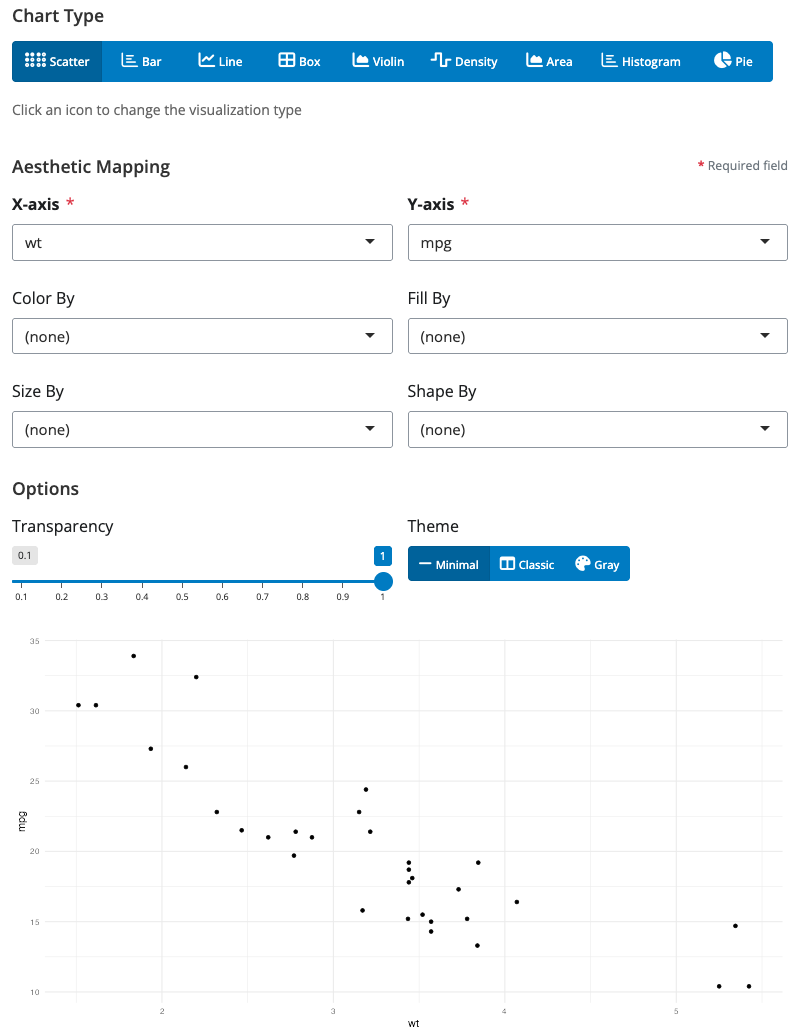 Chart Type
Scatter Bar Line Box Violin Density Area Histogram Pie
Click an icon to change the visualization type
Aesthetic Mapping * Required field
X-axis * Y-axis *
wt mpg
Color By Fill By
(none) (none)
Size By Shape By
(none) (none)
Options
Transparency Theme
0.1 1
Minimal Classic Gray
0.1 0.2 0.3 0.4 0.5 0.6 0.7 0.8 0.9 1
35
30
25
mpg
20
15
10
2 3 4 5
wt